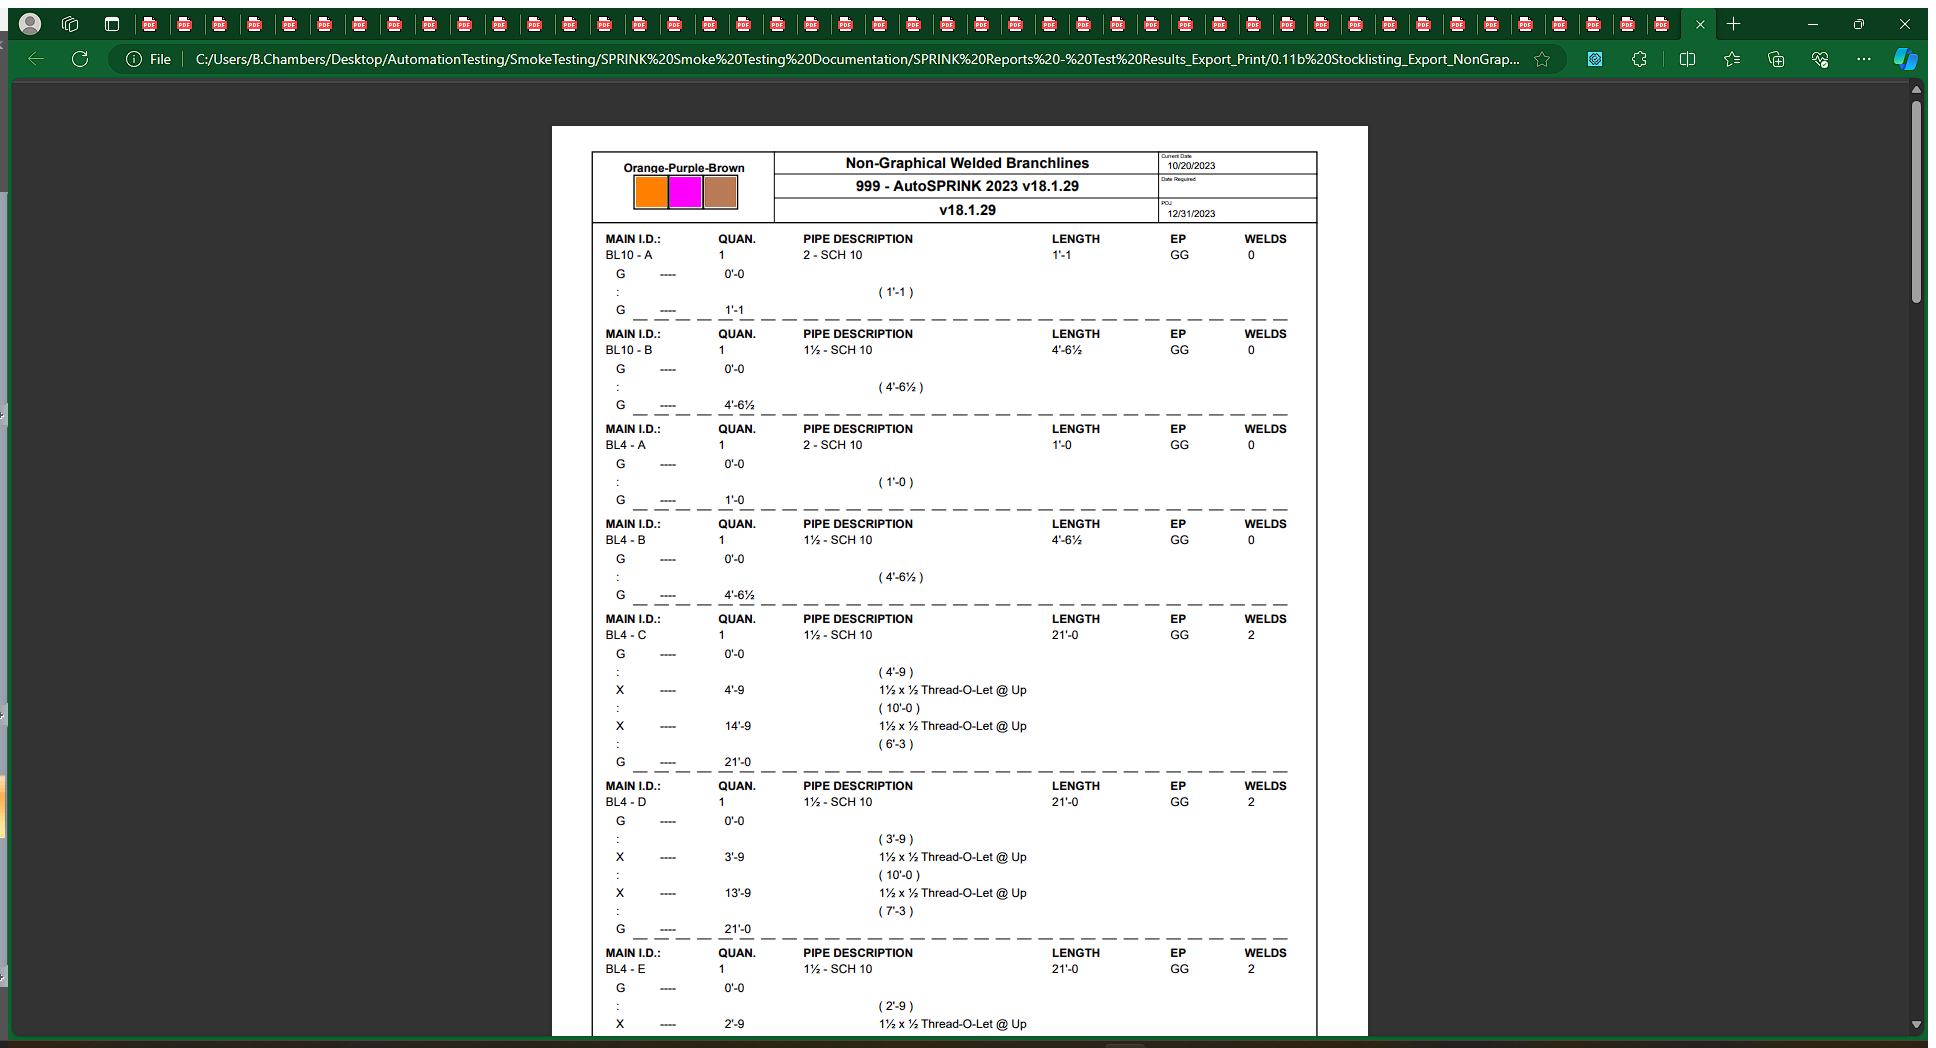 File C:/Users/B.Chambers/Desktop/AutomationTesting/SmokeTesting/SPRINK%20Smoke%20Testing%20Documentation/SPRINK%20Reports%20-%20Test%20Results_Export_Print/0.11b%20Stocklisting_Export_NonGrap...
Orange-Purple-Brown
Non-Graphical Welded Branchlines
999 - AutoSPRINK 2023 v18.1.29
v18.1.29
Current Date
10/20/2023
Date Required
POJ
12/31/2023
MAIN I.D.: QUAN. PIPE DESCRIPTION LENGTH EP WELDS
BL10 - A 1 2 - SCH 10 1'-1 GG 0
G ---- 0'-0
: ( 1'-1 )
G ---- 1'-1
MAIN I.D.: QUAN. PIPE DESCRIPTION LENGTH EP WELDS
BL10 - B 1 1½ - SCH 10 4'-6½ GG 0
G ---- 0'-0
: ( 4'-6½ )
G ---- 4'-6½
MAIN I.D.: QUAN. PIPE DESCRIPTION LENGTH EP WELDS
BL4 - A 1 2 - SCH 10 1'-0 GG 0
G ---- 0'-0
: ( 1'-0 )
G ---- 1'-0
MAIN I.D.: QUAN. PIPE DESCRIPTION LENGTH EP WELDS
BL4 - B 1 1½ - SCH 10 4'-6½ GG 0
G ---- 0'-0
: ( 4'-6½ )
G ---- 4'-6½
MAIN I.D.: QUAN. PIPE DESCRIPTION LENGTH EP WELDS
BL4 - C 1 1½ - SCH 10 21'-0 GG 2
G ---- 0'-0
: ( 4'-9 )
X ---- 4'-9 1½ x ½ Thread-O-Let @ Up
: ( 10'-0 )
X ---- 14'-9 1½ x ½ Thread-O-Let @ Up
: ( 6'-3 )
G ---- 21'-0
MAIN I.D.: QUAN. PIPE DESCRIPTION LENGTH EP WELDS
BL4 - D 1 1½ - SCH 10 21'-0 GG 2
G ---- 0'-0
: ( 3'-9 )
X ---- 3'-9 1½ x ½ Thread-O-Let @ Up
: ( 10'-0 )
X ---- 13'-9 1½ x ½ Thread-O-Let @ Up
: ( 7'-3 )
G ---- 21'-0
MAIN I.D.: QUAN. PIPE DESCRIPTION LENGTH EP WELDS
BL4 - E 1 1½ - SCH 10 21'-0 GG 2
G ---- 0'-0
: ( 2'-9 )
X ---- 2'-9 1½ x ½ Thread-O-Let @ Up